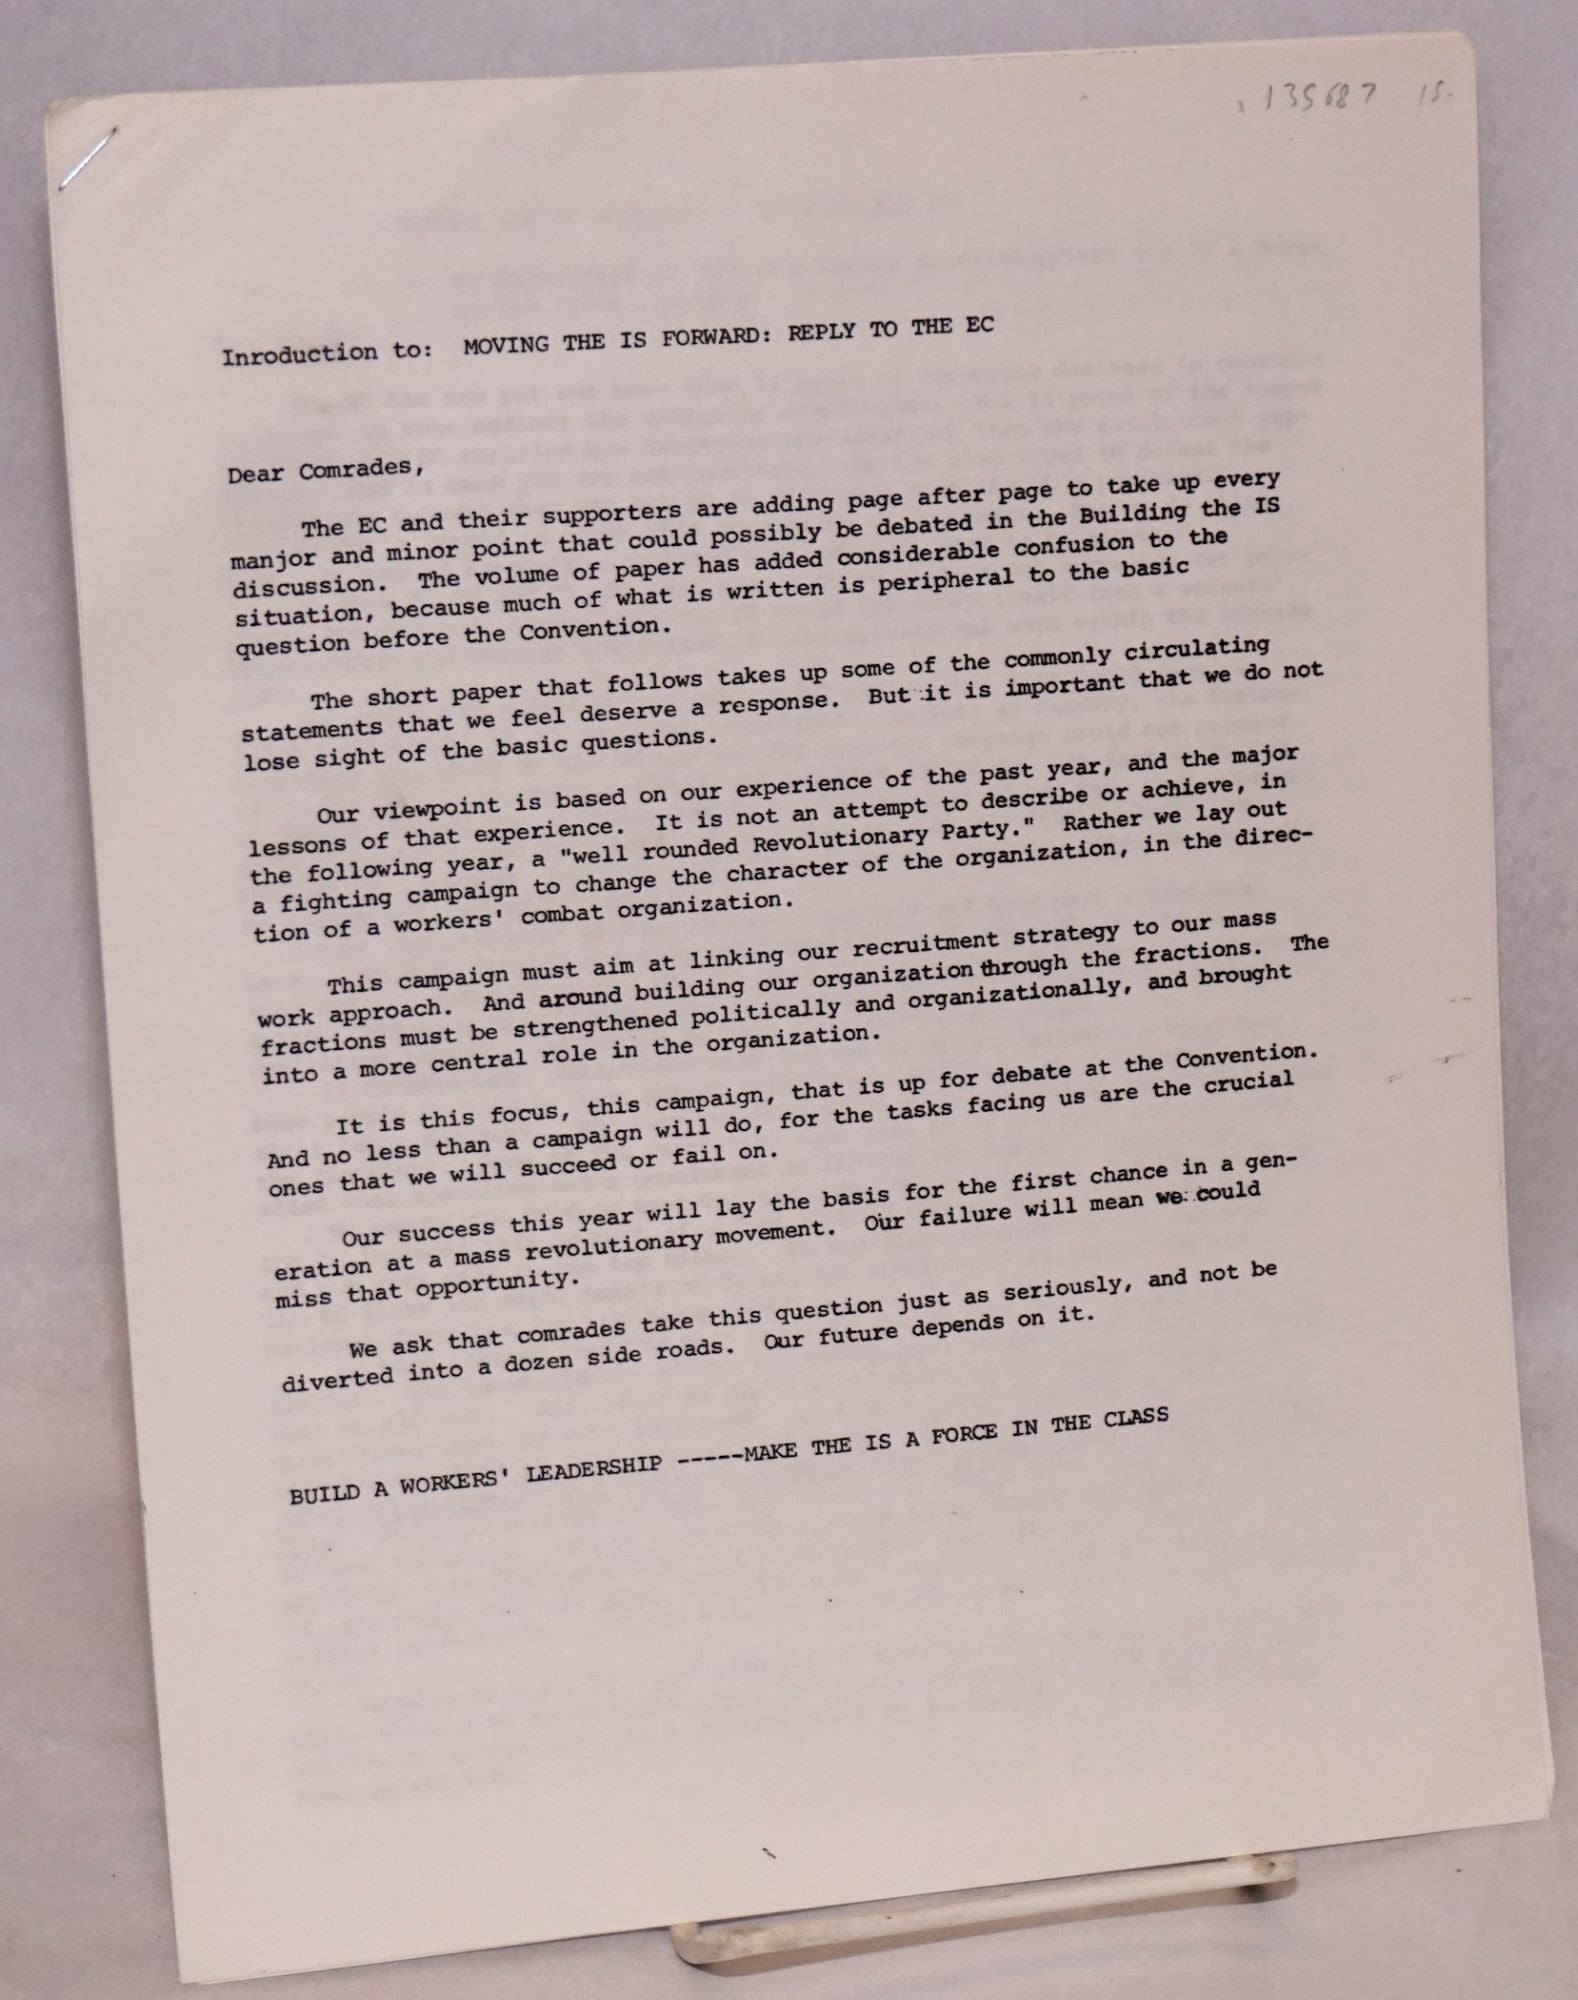 135687 15-
Inroduction to: MOVING THE IS FORWARD: REPLY TO THE EC
Dear Comrades,
The EC and their supporters are adding page after page to take up every
manjor and minor point that could possibly be debated in the Building the IS
discussion. The volume of paper has added considerable confusion to the
situation, because much of what is written is peripheral to the basic
question before the Convention.
The short paper that follows takes up some of the commonly circulating
statements that we feel deserve a response. But it is important that we do not
lose sight of the basic questions.
Our viewpoint is based on our experience of the past year, and the major
lessons of that experience. It is not an attempt to describe or achieve, in
the following year, a "well rounded Revolutionary Party." Rather we lay out
a fighting campaign to change the character of the organization, in the direc-
tion of a workers' combat organization.
This campaign must aim at linking our recruitment strategy to our mass
work approach. And around building our organization through the fractions. The
fractions must be strengthened politically and organizationally, and brought
into a more central role in the organization.
It is this focus, this campaign, that is up for debate at the Convention.
And no less than a campaign will do, for the tasks facing us are the crucial
ones that we will succeed or fail on.
Our success this year will lay the basis for the first chance in a gen-
eration at a mass revolutionary movement. Our failure will mean we could
miss that opportunity.
We ask that comrades take this question just as seriously, and not be
diverted into a dozen side roads. Our future depends on it.
BUILD A WORKERS' LEADERSHIP -----MAKE THE IS A FORCE IN THE CLASS